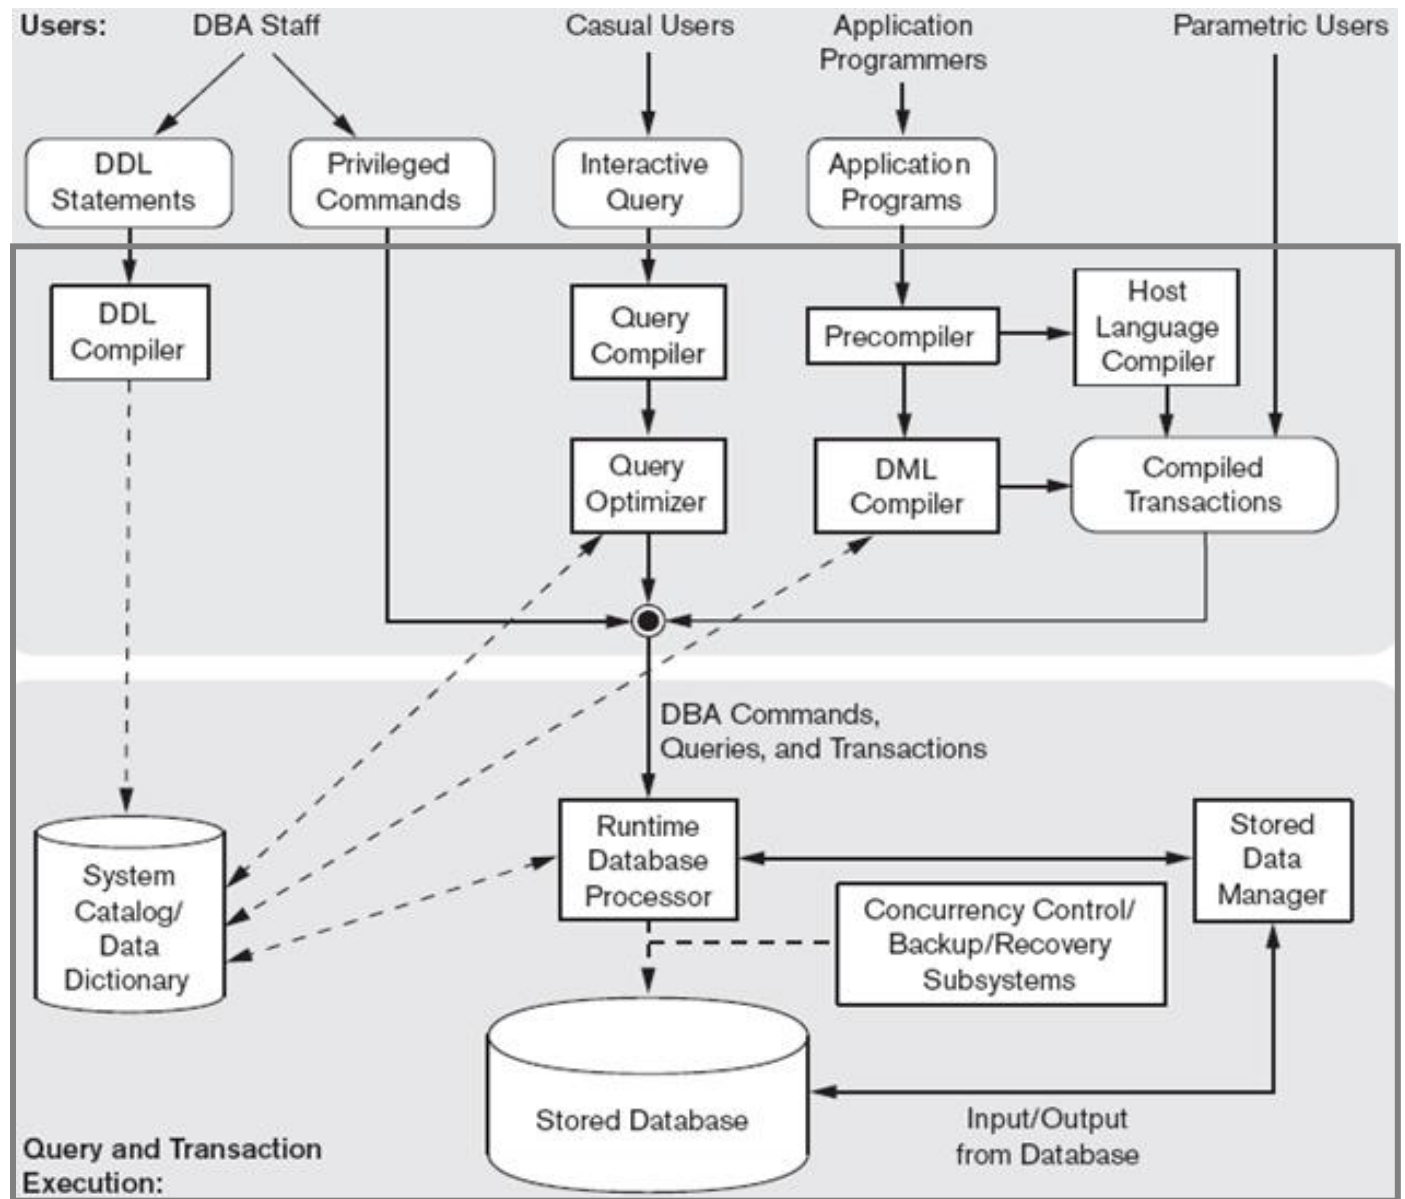 Users:
DBA Staff
Casual Users
Application
Programmers
Parametric Users
DDL
Statements
Privileged
Commands
Interactive
Query
Application
Programs
DDL
Compiler
Query
Compiler
Precompiler
Host
Language
Compiler
Query
Optimizer
DML
Compiler
Compiled
Transactions
DBA Commands,
Queries, and Transactions
System
Catalog/
Data
Dictionary
Runtime
Database
Processor
Stored
Data
Manager
Concurrency Control/
Backup/Recovery
Subsystems
Stored Database
Input/Output
from Database
Query and Transaction
Execution: